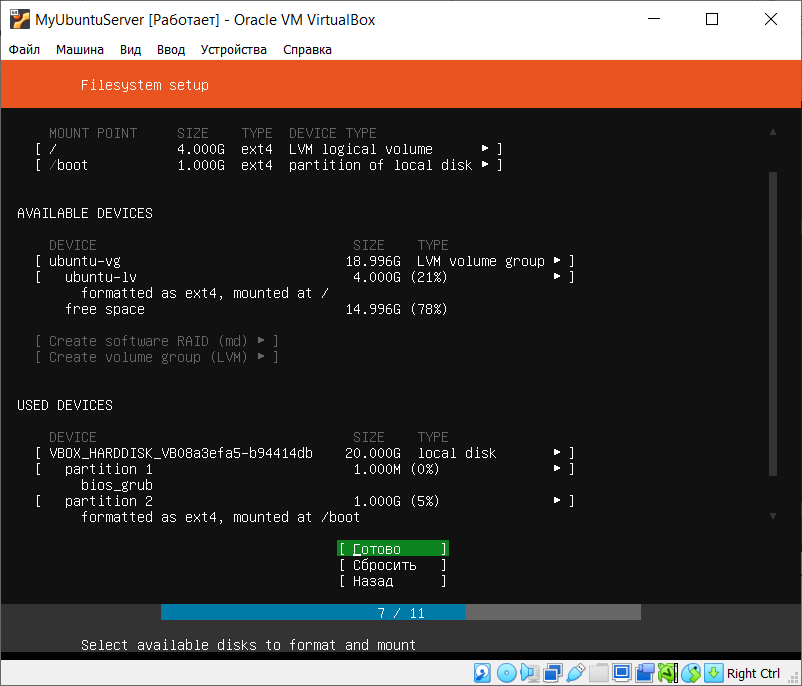 MyUbuntuServer [Работает] - Oracle VM VirtualBox
Файл Машина Вид Ввод Устройства Справка
Filesystem setup
MOUNT POINT SIZE TYPE DEVICE TYPE
[ / 4.000G ext4 LVM logical volume ▸ ]
[ /boot 1.000G ext4 partition of local disk ▸ ]
AVAILABLE DEVICES
DEVICE SIZE TYPE
[ ubuntu-vg 18.996G LVM volume group ▸ ]
[ ubuntu-lv 4.000G (21%) ▸ ]
formatted as ext4, mounted at /
free space 14.996G (78%)
[ Create software RAID (md) ▸ ]
[ Create volume group (LVM) ▸ ]
USED DEVICES
DEVICE SIZE TYPE
[ VBOX_HARDDISK_VB08a3efa5-b94414db 20.000G local disk ▸ ]
[ partition 1 1.000M (0%) ▸ ]
bios_grub
[ partition 2 1.000G (5%) ▸ ]
formatted as ext4, mounted at /boot
[ Готово ]
[ Сбросить ]
[ Назад ]
7 / 11
Select available disks to format and mount
Right Ctrl